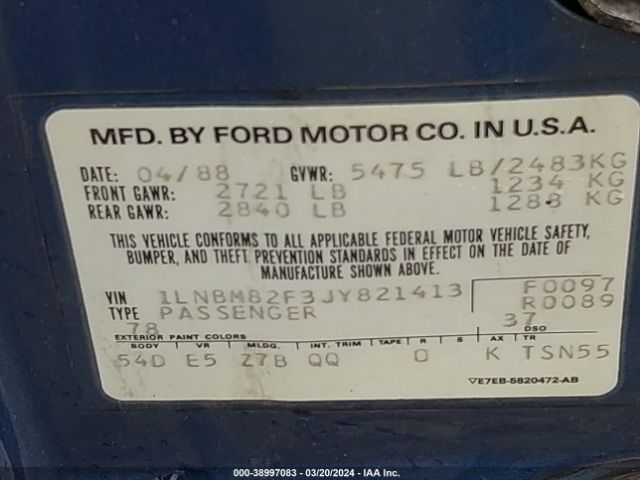 MFD. BY FORD MOTOR CO. IN U.S.A.
DATE: 04/88 GVWR: 5475 LB/2483KG
FRONT GAWR: 2721 LB 1234 KG
REAR GAWR: 2840 LB 1288 KG
THIS VEHICLE CONFORMS TO ALL APPLICABLE FEDERAL MOTOR VEHICLE SAFETY,
BUMPER, AND THEFT PREVENTION STANDARDS IN EFFECT ON THE DATE OF
MANUFACTURE SHOWN ABOVE.
VIN 1LNBM82F3JY821413 F0097
TYPE PASSENGER R0089
78 37
EXTERIOR PAINT COLORS DSO
BODY VR MLDG. INT. TRIM TAPE R S AX TR
54D E5 Z7B QQ O K TSN55
VE7EB-5820472-AB
000-38997083 - 03/20/2024 - IAA Inc.